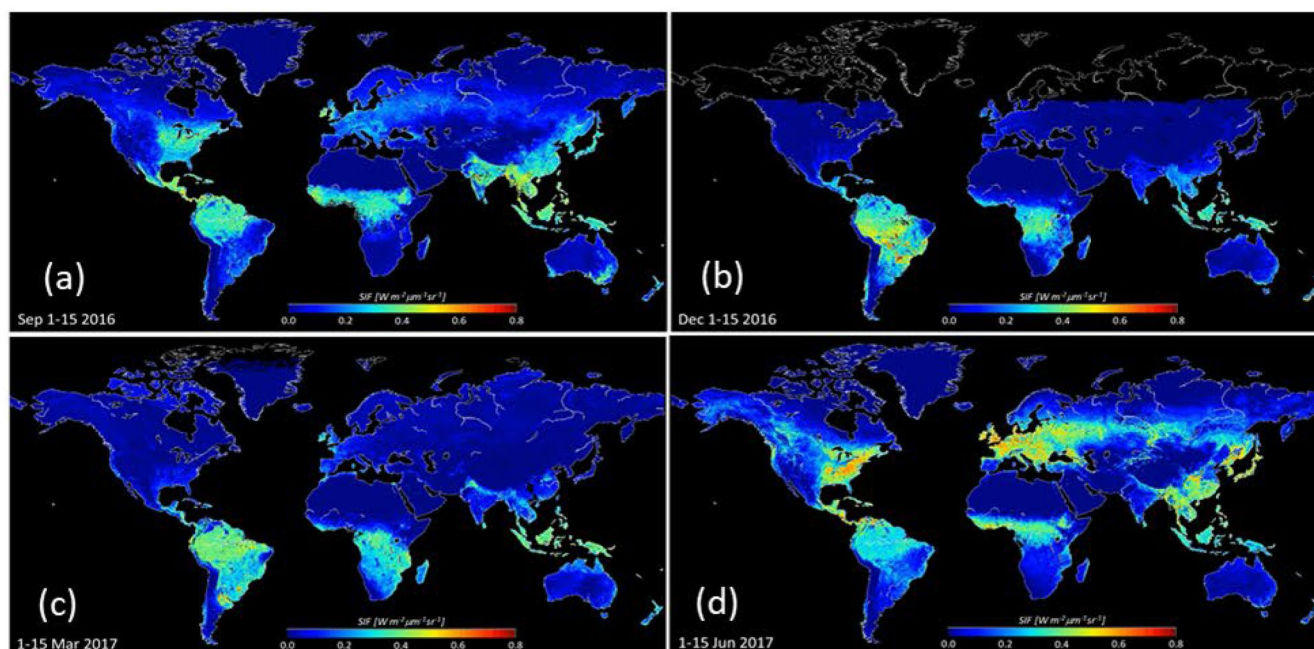 (a)
SIF [W m⁻² μm⁻¹ sr⁻¹]
Sep 1-15 2016
0.0 0.2 0.4 0.6 0.8
(b)
SIF [W m⁻² μm⁻¹ sr⁻¹]
Dec 1-15 2016
0.0 0.2 0.4 0.6 0.8
(c)
SIF [W m⁻² μm⁻¹ sr⁻¹]
1-15 Mar 2017
0.0 0.2 0.4 0.6 0.8
(d)
SIF [W m⁻² μm⁻¹ sr⁻¹]
1-15 Jun 2017
0.0 0.2 0.4 0.6 0.8